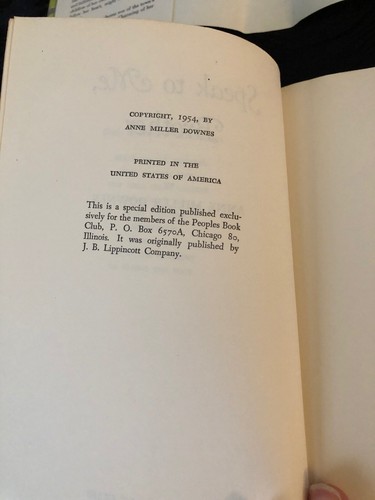 COPYRIGHT, 1954, BY
ANNE MILLER DOWNES
PRINTED IN THE
UNITED STATES OF AMERICA
This is a special edition published exclu-
sively for the members of the Peoples Book
Club, P. O. Box 6570A, Chicago 80,
Illinois. It was originally published by
J. B. Lippincott Company.